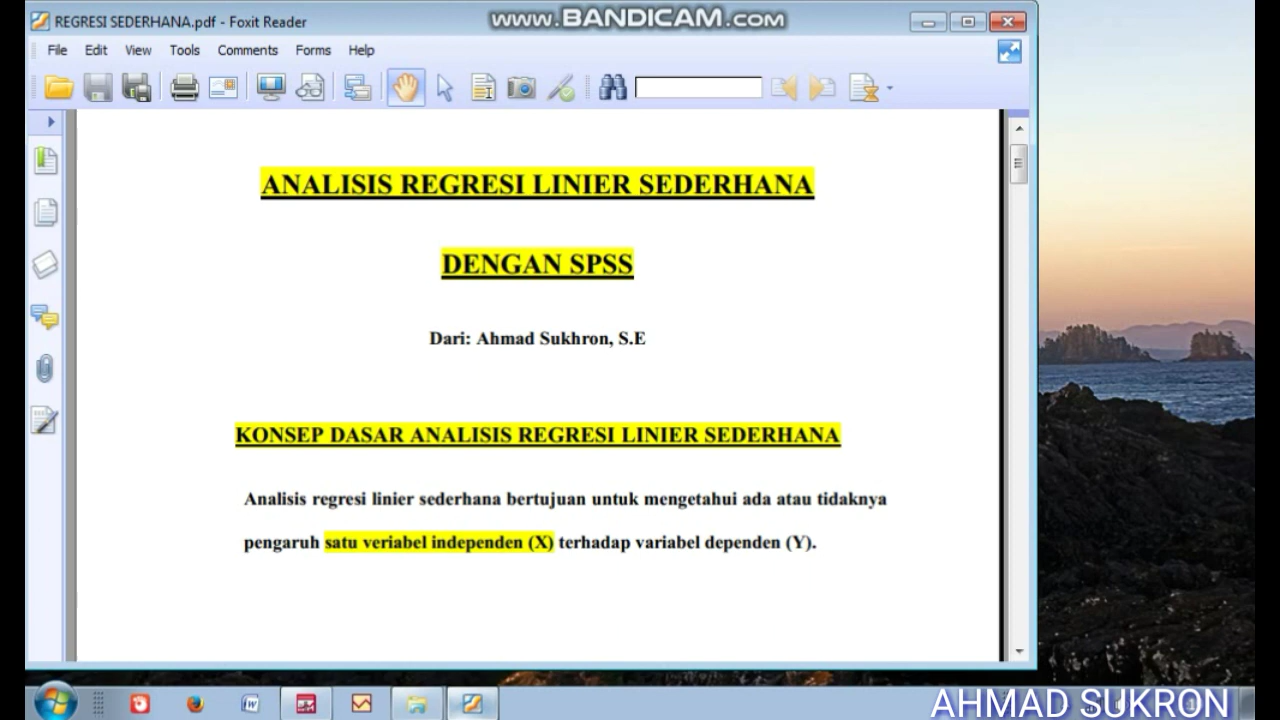 REGRESI SEDERHANA.pdf - Foxit Reader
www.BANDICAM.com
File Edit View Tools Comments Forms Help
ANALISIS REGRESI LINIER SEDERHANA
DENGAN SPSS
Dari: Ahmad Sukhron, S.E
KONSEP DASAR ANALISIS REGRESI LINIER SEDERHANA
Analisis regresi linier sederhana bertujuan untuk mengetahui ada atau tidaknya
pengaruh satu veriabel independen (X) terhadap variabel dependen (Y).
AHMAD SUKRON